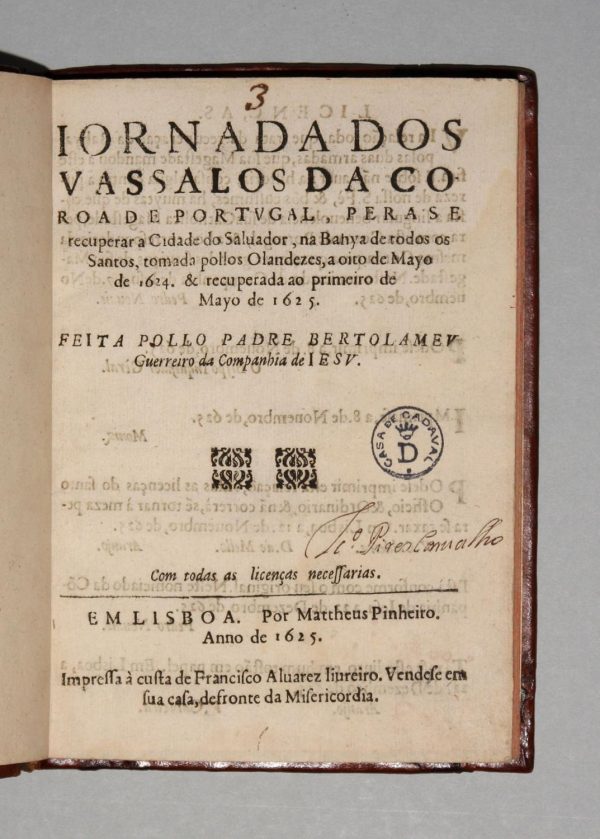 3
IORNADA DOS
VASSALOS DA CO
ROA DE PORTVGAL, PERA SE
recuperar a Cidade do Saluador, na Bahya de todos os
Santos, tomada pollos Olandezes, a oito de Mayo
de 1624. & recuperada ao primeiro de
Mayo de 1625.
FEITA POLLO PADRE BERTOLAMEV
Guerreiro da Companhia de IESV.
CASA DE CADAVAL
D
Pires Carualho
Com todas as licenças necessarias.
EM LISBOA. Por Mattheus Pinheiro.
Anno de 1625.
Impressa à custa de Francisco Aluarez liureiro. Vendese em
sua casa, defronte da Misericordia.